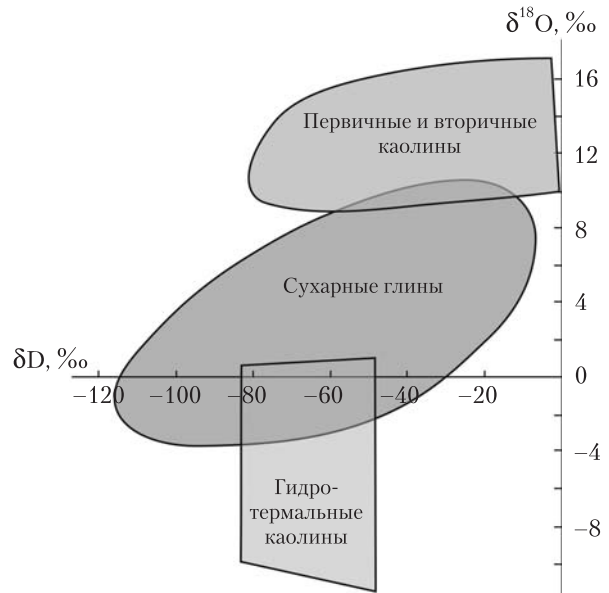 δ¹⁸O, ‰
16
Первичные и вторичные
каолины
12
8
Сухарные глины
4
δD, ‰
0
−120 −100 −80 −60 −40 −20
−4
Гидро-
термальные
каолины
−8